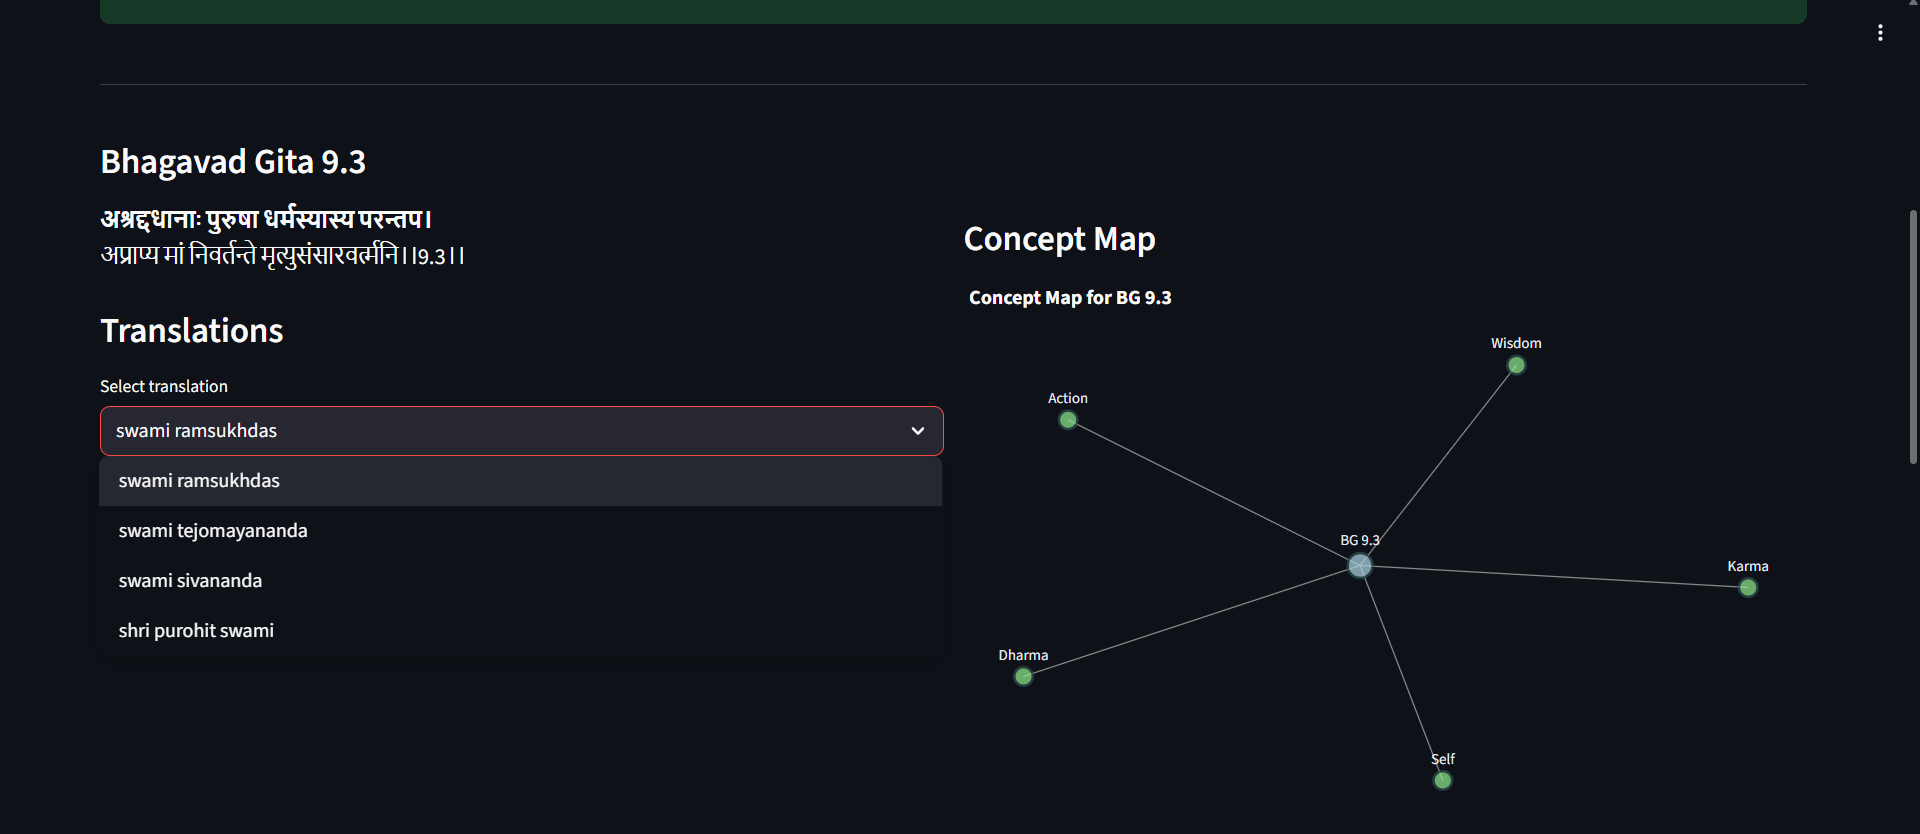 Bhagavad Gita 9.3
अश्रद्दधानाः पुरुषा धर्मस्यास्य परन्तप।
अप्राप्य मां निवर्तन्ते मृत्युसंसारवर्त्मनि।।9.3।।
Translations
Select translation
swami ramsukhdas
swami ramsukhdas
swami tejomayananda
swami sivananda
shri purohit swami
Concept Map
Concept Map for BG 9.3
Wisdom
Action
BG 9.3
Karma
Dharma
Self